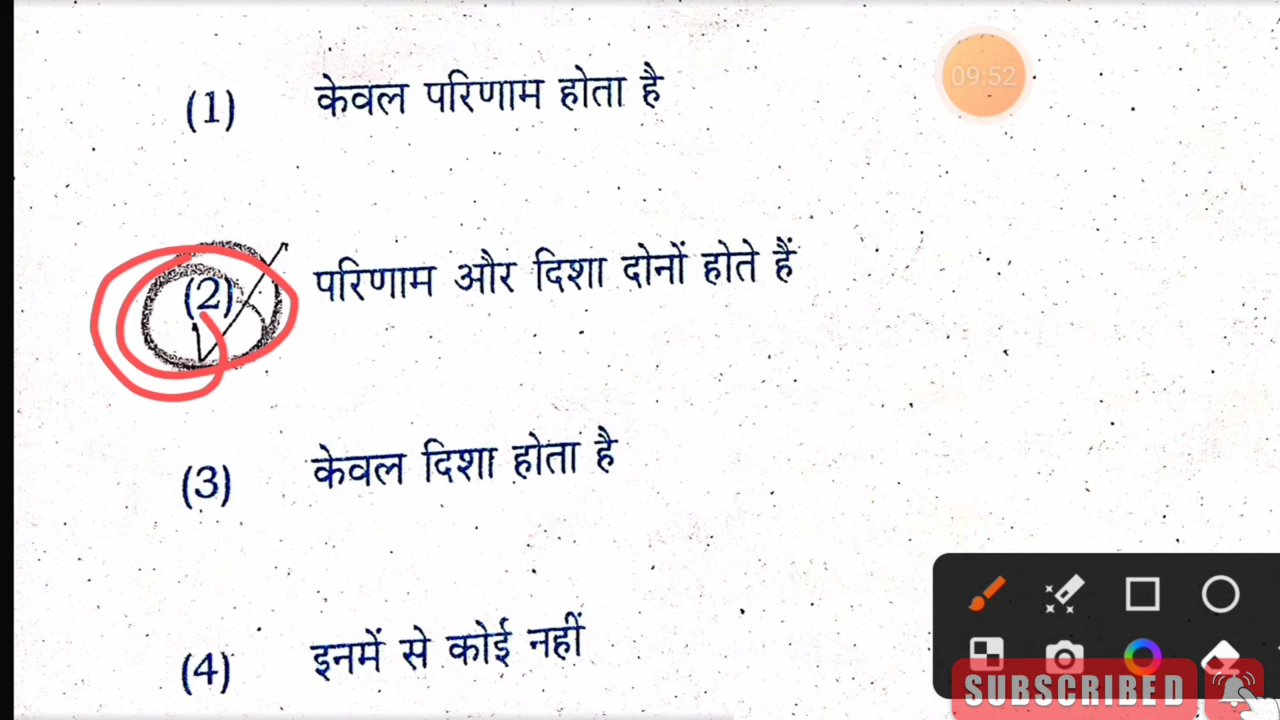 09:52
(1) केवल परिणाम होता है
(2) परिणाम और दिशा दोनों होते हैं
(3) केवल दिशा होता है
(4) इनमें से कोई नहीं
SUBSCRIBED